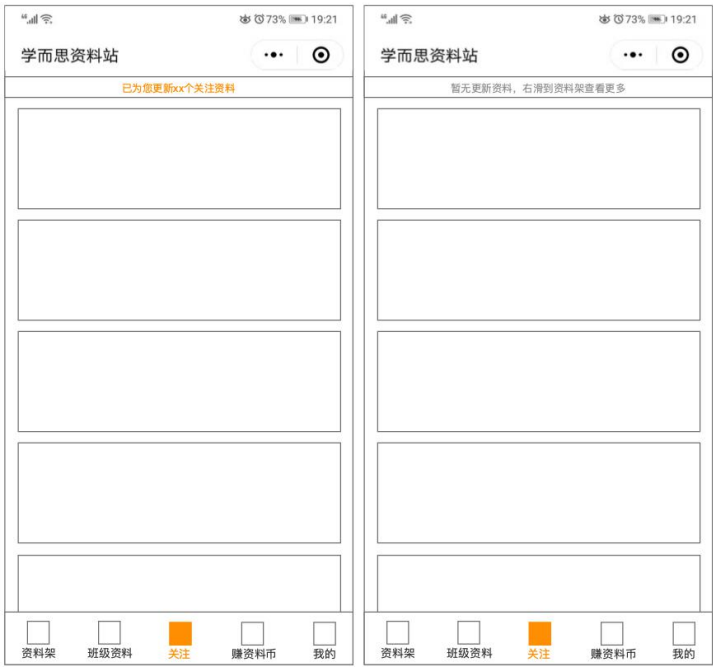 73% 19:21
学而思资料站
已为您更新xx个关注资料
资料架 班级资料 关注 赚资料币 我的
73% 19:21
学而思资料站
暂无更新资料，右滑到资料架查看更多
资料架 班级资料 关注 赚资料币 我的